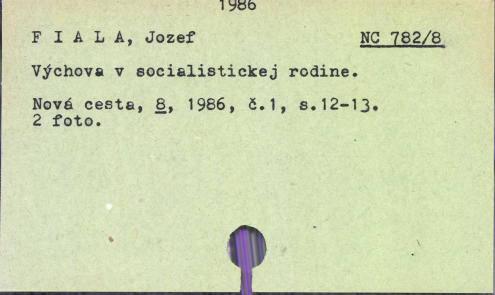 1986
F I A L A, Jozef NC 782/8
Výchova v socialistickej rodine.
Nová cesta, 8, 1986, č.1, s.12-13.
2 foto.